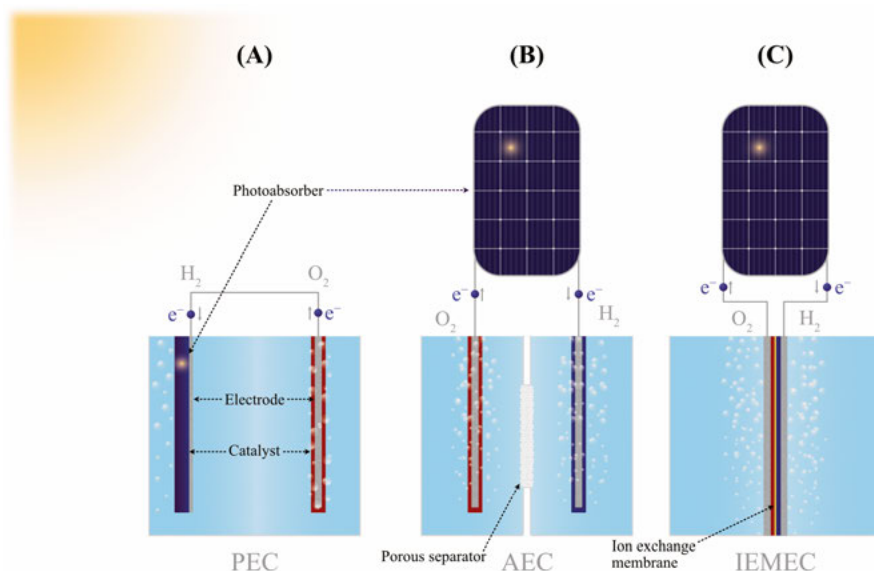 (A)
(B)
(C)
Photoabsorber
H2
O2
e− ↓
↑ e−
Electrode
Catalyst
PEC
e− ↑
↓ e−
O2
H2
Porous separator
AEC
e− ↑
↓ e−
O2
H2
Ion exchange
membrane
IEMEC